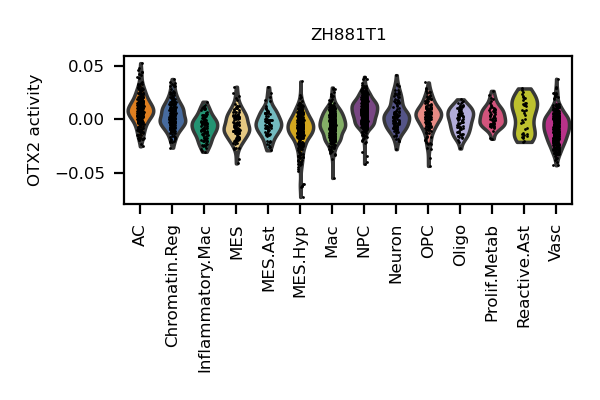 ZH881T1
OTX2 activity
0.05
0.00
−0.05
AC
Chromatin.Reg
Inflammatory.Mac
MES
MES.Ast
MES.Hyp
Mac
NPC
Neuron
OPC
Oligo
Prolif.Metab
Reactive.Ast
Vasc